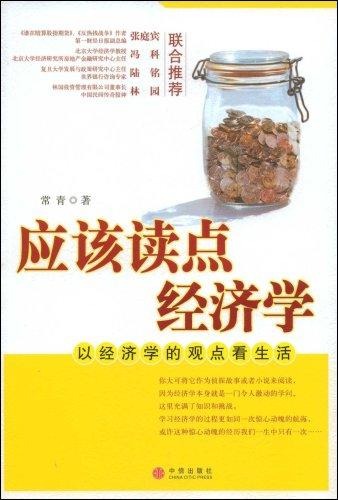 《谁在暗算股指期货》,《反热钱战争》作者
第一财经日报副总编 张庭宾
北京大学经济学教授
北京大学经济研究所房地产金融研究中心主任 冯科
复旦大学发展与政策研究中心主任
世界银行咨询专家 陆铭
林园投资管理有限公司董事长
中国民间传奇股神 林园
联合推荐
常青◎著
应该读点
经济学
以经济学的观点看生活
你大可将它作为侦探故事或者小说来阅读,
因为经济学本身就是一门令人激动的学问,
这里充满了知识和挑战。
学习经济学的过程更如同一次惊心动魄的航海,
或许这种惊心动魄的经历我们一生中只有一次……
中信出版社
CHINA CITIC PRESS